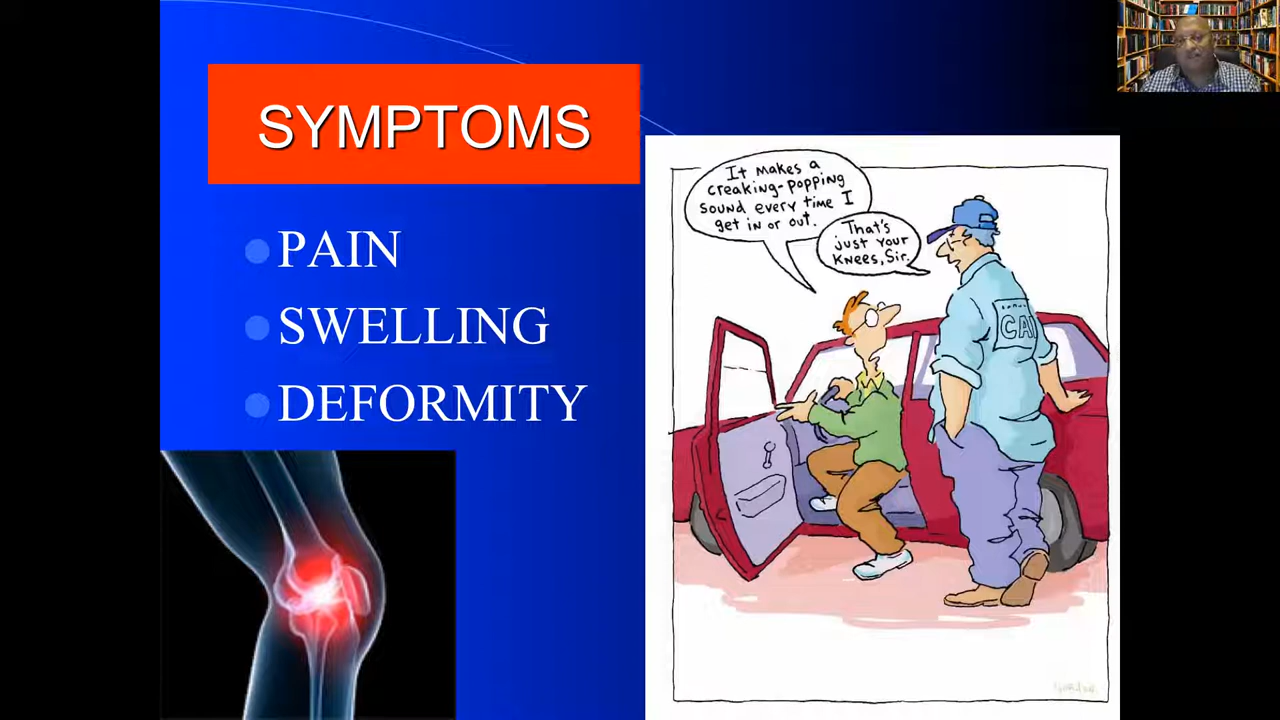 SYMPTOMS
PAIN
SWELLING
DEFORMITY
It makes a
creaking-popping
sound every time I
get in or out.
That's
just your
knees, Sir.